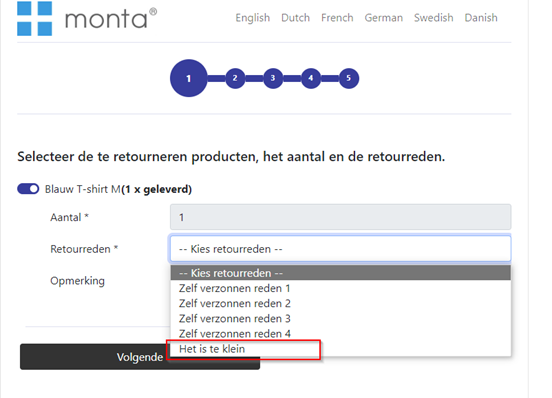 monta®
English Dutch French German Swedish Danish
1 2 3 4 5
Selecteer de te retourneren producten, het aantal en de retourreden.
Blauw T-shirt M(1 x geleverd)
Aantal *
1
Retourreden *
-- Kies retourreden --
Opmerking
-- Kies retourreden --
Zelf verzonnen reden 1
Zelf verzonnen reden 2
Zelf verzonnen reden 3
Zelf verzonnen reden 4
Het is te klein
Volgende